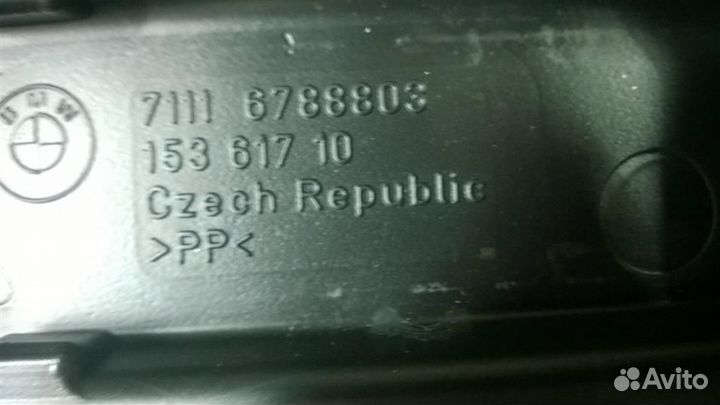 BMW
7111 6788803
153 617 10
Czech Republic
>PP<
Avito